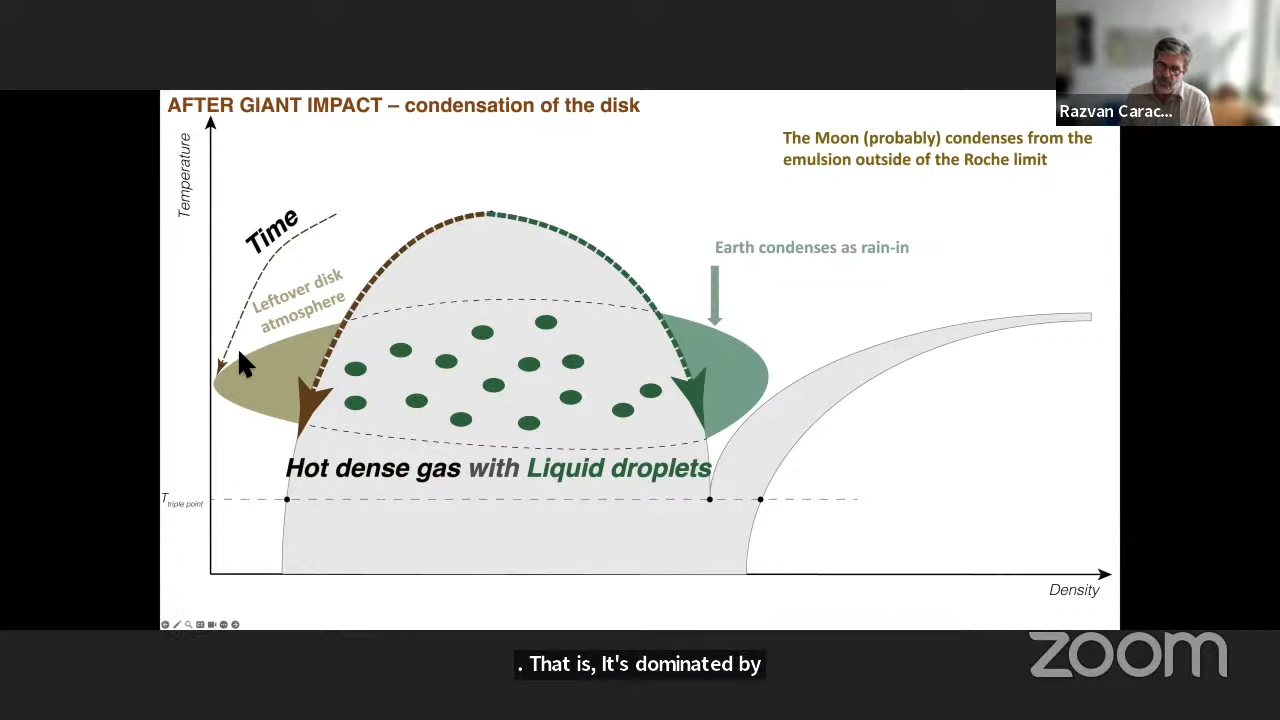 AFTER GIANT IMPACT – condensation of the disk
Razvan Carac...
The Moon (probably) condenses from the
emulsion outside of the Roche limit
Temperature
Time
Leftover disk
atmosphere
Earth condenses as rain-in
Hot dense gas with Liquid droplets
T triple point
Density
. That is, It's dominated by
zoom